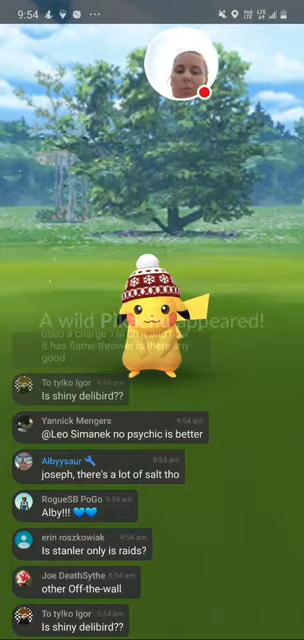 9:54
A wild Pik appeared!
used a charge TM on it and now
it has flame thrower is there any
good
To tylko Igor 9:54 am
Is shiny delibird??
Yannick Mengers 9:54 am
@Leo Simanek no psychic is better
Albyysaur 9:54 am
joseph, there's a lot of salt tho
RogueSB PoGo 9:54 am
Alby!!! 💙💙
erin roszkowiak 9:54 am
Is stanler only is raids?
Joe DeathSythe 9:54 am
other Off-the-wall
To tylko Igor 9:54 am
Is shiny delibird??